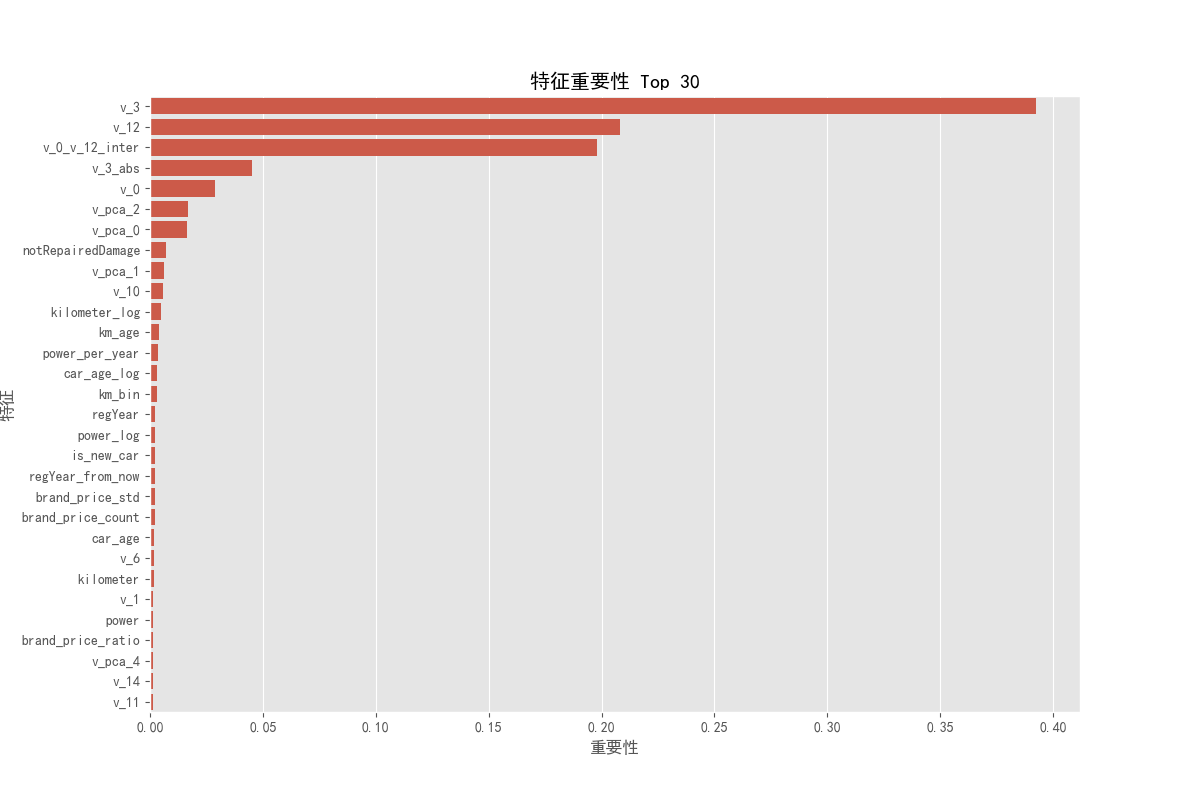 特征重要性 Top 30
v_3
v_12
v_0_v_12_inter
v_3_abs
v_0
v_pca_2
v_pca_0
notRepairedDamage
v_pca_1
v_10
kilometer_log
km_age
power_per_year
car_age_log
km_bin
regYear
power_log
is_new_car
regYear_from_now
brand_price_std
brand_price_count
car_age
v_6
kilometer
v_1
power
brand_price_ratio
v_pca_4
v_14
v_11
特征
0.00 0.05 0.10 0.15 0.20 0.25 0.30 0.35 0.40
重要性